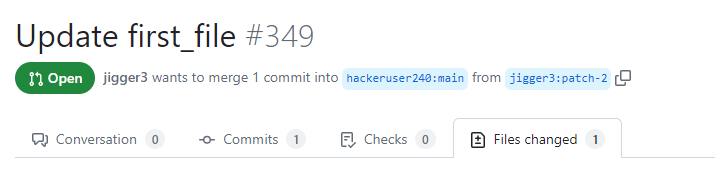 Update first_file #349
Open jigger3 wants to merge 1 commit into hackeruser240:main from jigger3:patch-2
Conversation 0 Commits 1 Checks 0 Files changed 1